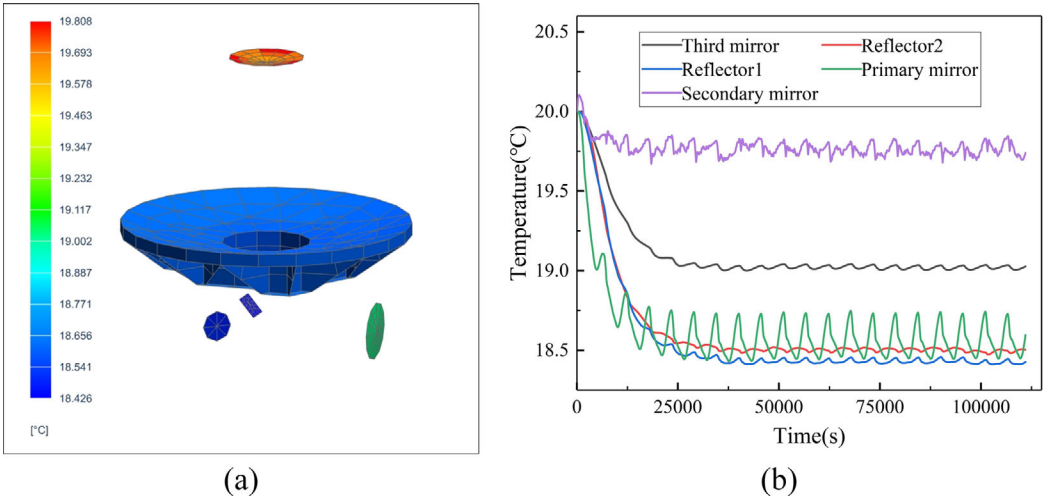 19.808
19.693
19.578
19.462
19.347
19.232
19.117
19.002
18.887
18.771
18.656
18.541
18.426
[°C]
(a)
20.5
20.0
19.5
19.0
18.5
Temperature(°C)
Third mirror
Reflector2
Reflector1
Primary mirror
Secondary mirror
0
25000
50000
75000
100000
Time(s)
(b)